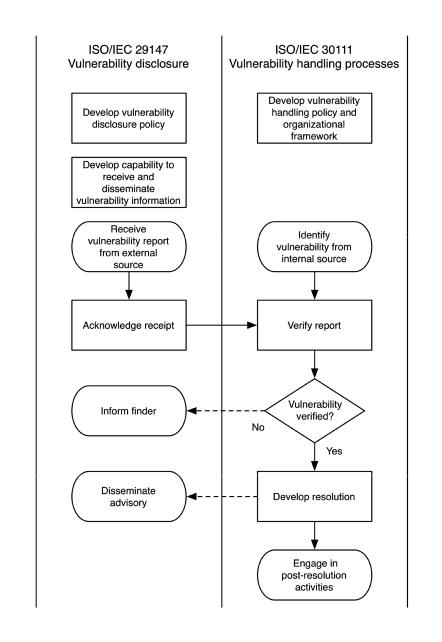 ISO/IEC 29147
Vulnerability disclosure
ISO/IEC 30111
Vulnerability handling processes
Develop vulnerability
disclosure policy
Develop vulnerability
handling policy and
organizational
framework
Develop capability to
receive and
disseminate
vulnerability information
Receive
vulnerability report
from external
source
Identify
vulnerability from
internal source
Acknowledge receipt
Verify report
Inform finder
Vulnerability
verified?
No
Yes
Disseminate
advisory
Develop resolution
Engage in
post-resolution
activities